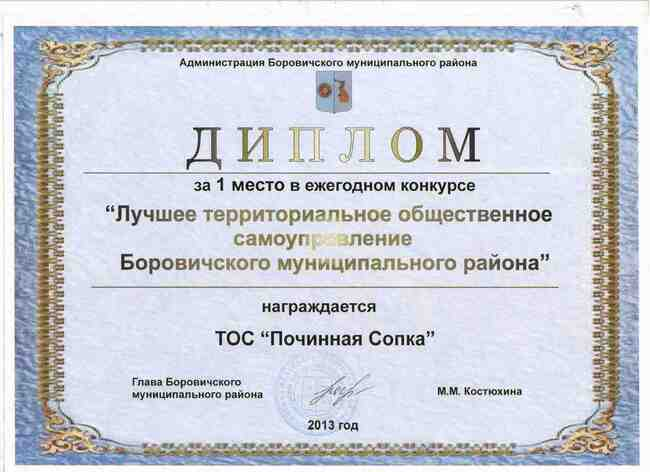 Администрация Боровичского муниципального района
ДИПЛОМ
за 1 место в ежегодном конкурсе
“Лучшее территориальное общественное
самоуправление
Боровичского муниципального района”
награждается
ТОС “Починная Сопка”
Глава Боровичского
муниципального района
М.М. Костюхина
2013 год